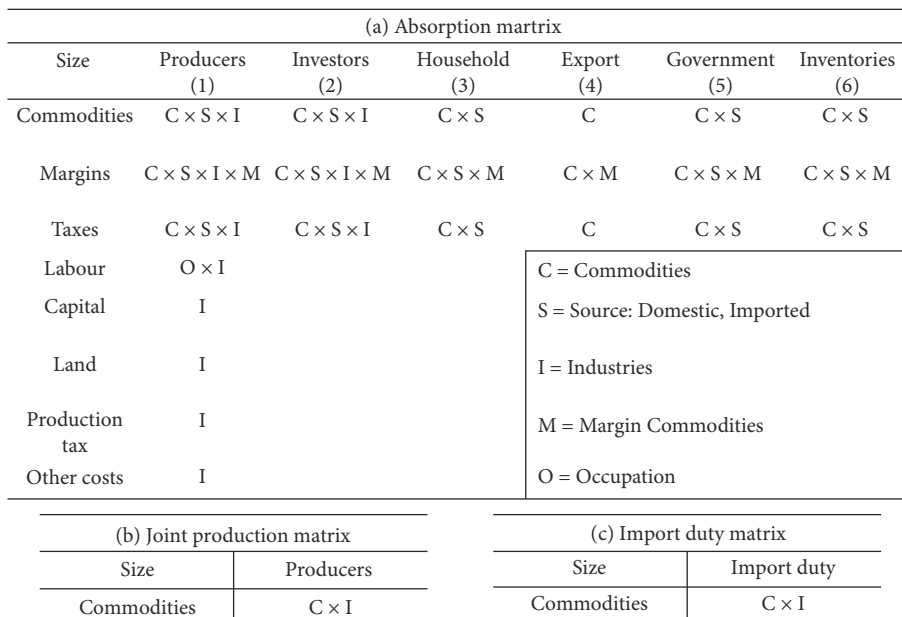 (a) Absorption martrix
Size Producers Investors Household Export Government Inventories
(1) (2) (3) (4) (5) (6)
Commodities C × S × I C × S × I C × S C C × S C × S
Margins C × S × I × M C × S × I × M C × S × M C × M C × S × M C × S × M
Taxes C × S × I C × S × I C × S C C × S C × S
Labour O × I
Capital I
Land I
Production tax I
Other costs I
C = Commodities
S = Source: Domestic, Imported
I = Industries
M = Margin Commodities
O = Occupation
(b) Joint production matrix
Size Producers
Commodities C × I
(c) Import duty matrix
Size Import duty
Commodities C × I